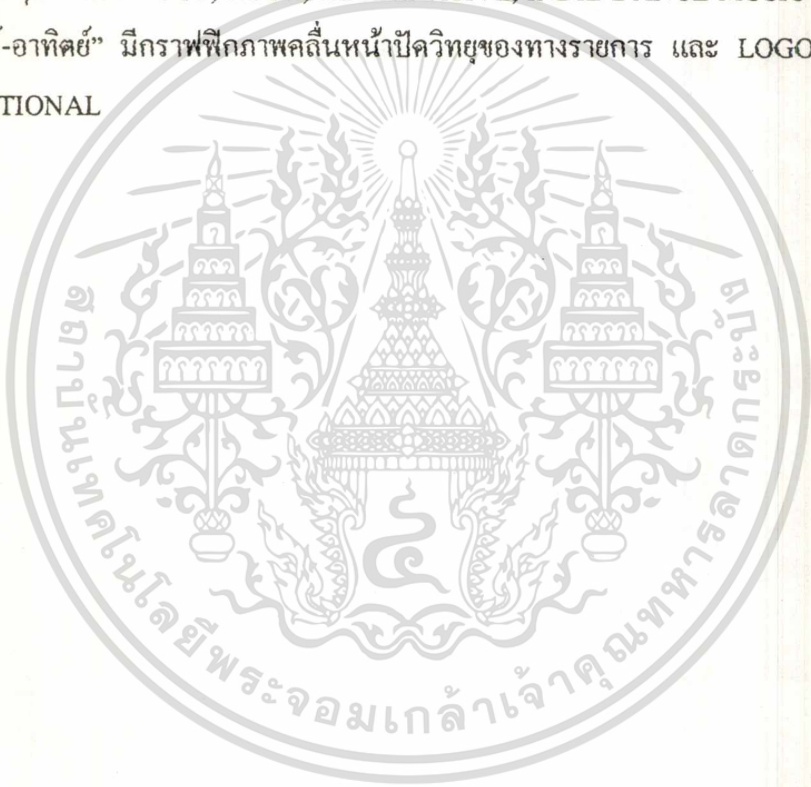 ์-อาทิตย์” มีกราฟฟิกภาพคลื่นหน้าปัดวิทยุของทางรายการ และ LOGO
TIONAL
สถาบันเทคโนโลยีพระจอมเกล้าเจ้าคุณทหารลาดกระบัง
๔